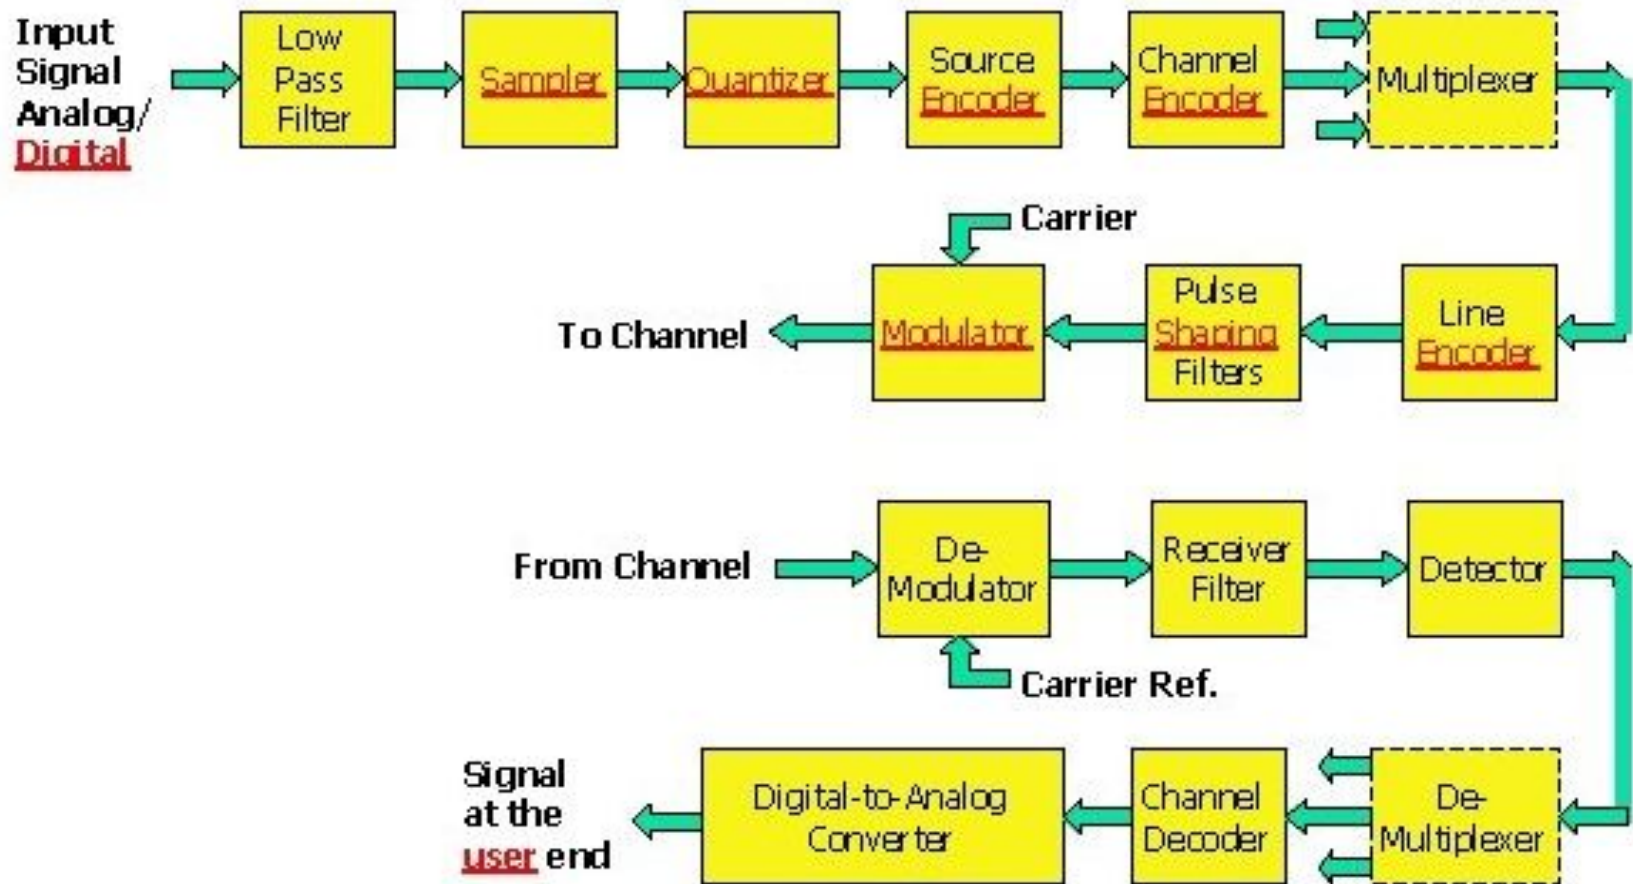 Input
Signal
Analog/
Digital
Low
Pass
Filter
Sampler
Quantizer
Source
Encoder
Channel
Encoder
Multiplexer
Carrier
To Channel
Modulator
Pulse
Shaping
Filters
Line
Encoder
From Channel
De-
Modulator
Receiver
Filter
Detector
Carrier Ref.
Signal
at the
user end
Digital-to-Analog
Converter
Channel
Decoder
De-
Multiplexer